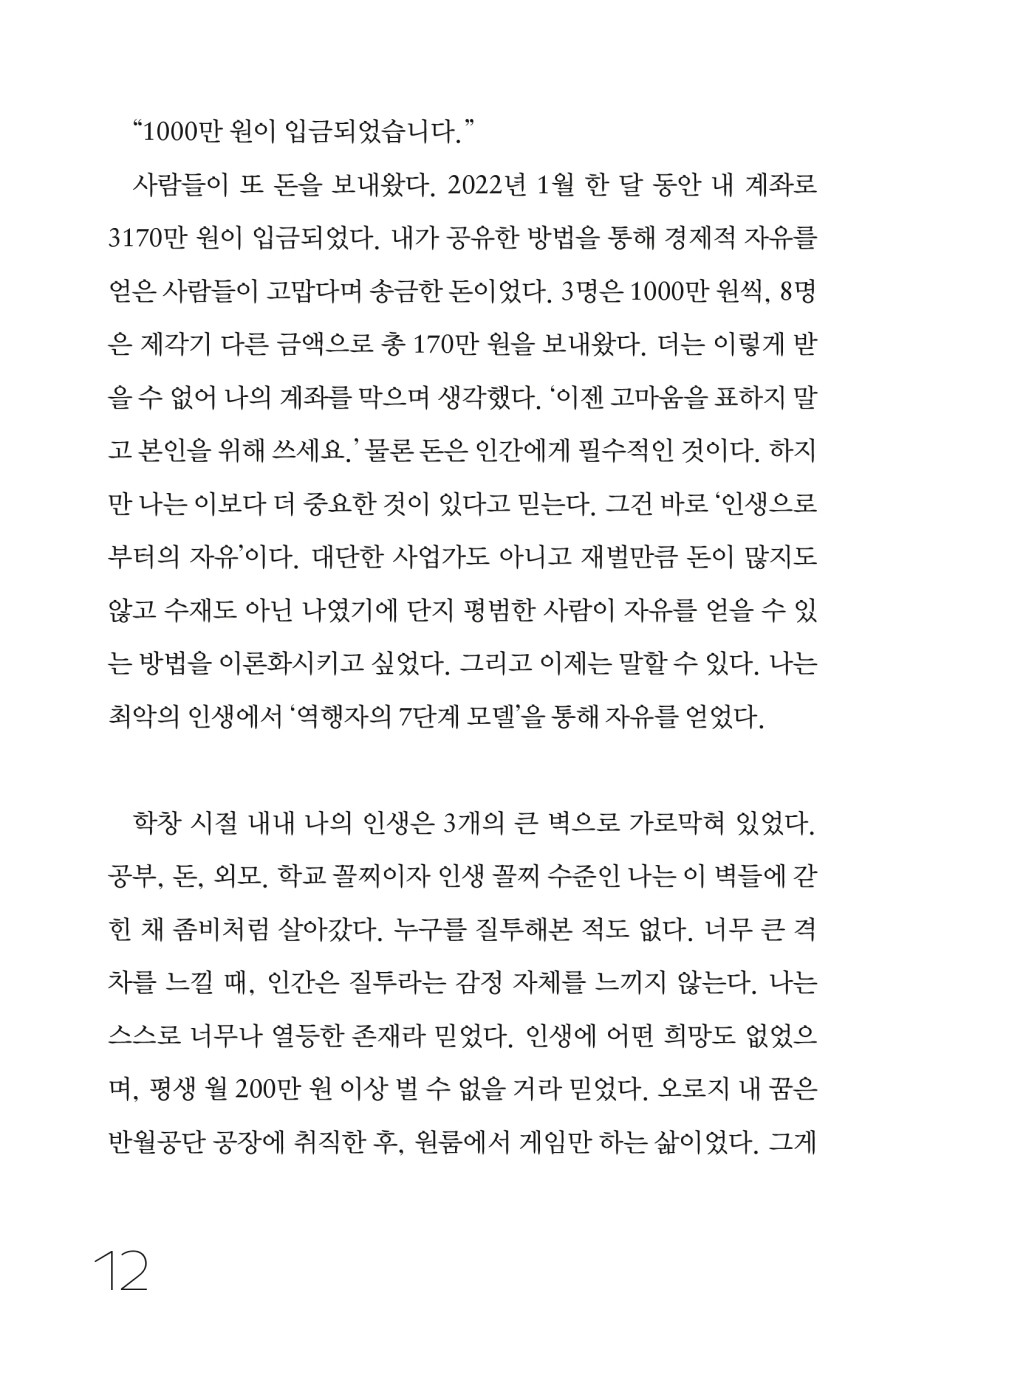 “1000만 원이 입금되었습니다.”
사람들이 또 돈을 보내왔다. 2022년 1월 한 달 동안 내 계좌로
3170만 원이 입금되었다. 내가 공유한 방법을 통해 경제적 자유를
얻은 사람들이 고맙다며 송금한 돈이었다. 3명은 1000만 원씩, 8명
은 제각기 다른 금액으로 총 170만 원을 보내왔다. 더는 이렇게 받
을 수 없어 나의 계좌를 막으며 생각했다. ‘이젠 고마움을 표하지 말
고 본인을 위해 쓰세요.’ 물론 돈은 인간에게 필수적인 것이다. 하지
만 나는 이보다 더 중요한 것이 있다고 믿는다. 그건 바로 ‘인생으로
부터의 자유’이다. 대단한 사업가도 아니고 재벌만큼 돈이 많지도
않고 수재도 아닌 나였기에 단지 평범한 사람이 자유를 얻을 수 있
는 방법을 이론화시키고 싶었다. 그리고 이제는 말할 수 있다. 나는
최악의 인생에서 ‘역행자의 7단계 모델’을 통해 자유를 얻었다.
학창 시절 내내 나의 인생은 3개의 큰 벽으로 가로막혀 있었다.
공부, 돈, 외모. 학교 꼴찌이자 인생 꼴찌 수준인 나는 이 벽들에 갇
힌 채 좀비처럼 살아갔다. 누구를 질투해본 적도 없다. 너무 큰 격
차를 느낄 때, 인간은 질투라는 감정 자체를 느끼지 않는다. 나는
스스로 너무나 열등한 존재라 믿었다. 인생에 어떤 희망도 없었으
며, 평생 월 200만 원 이상 벌 수 없을 거라 믿었다. 오로지 내 꿈은
반월공단 공장에 취직한 후, 원룸에서 게임만 하는 삶이었다. 그게
12